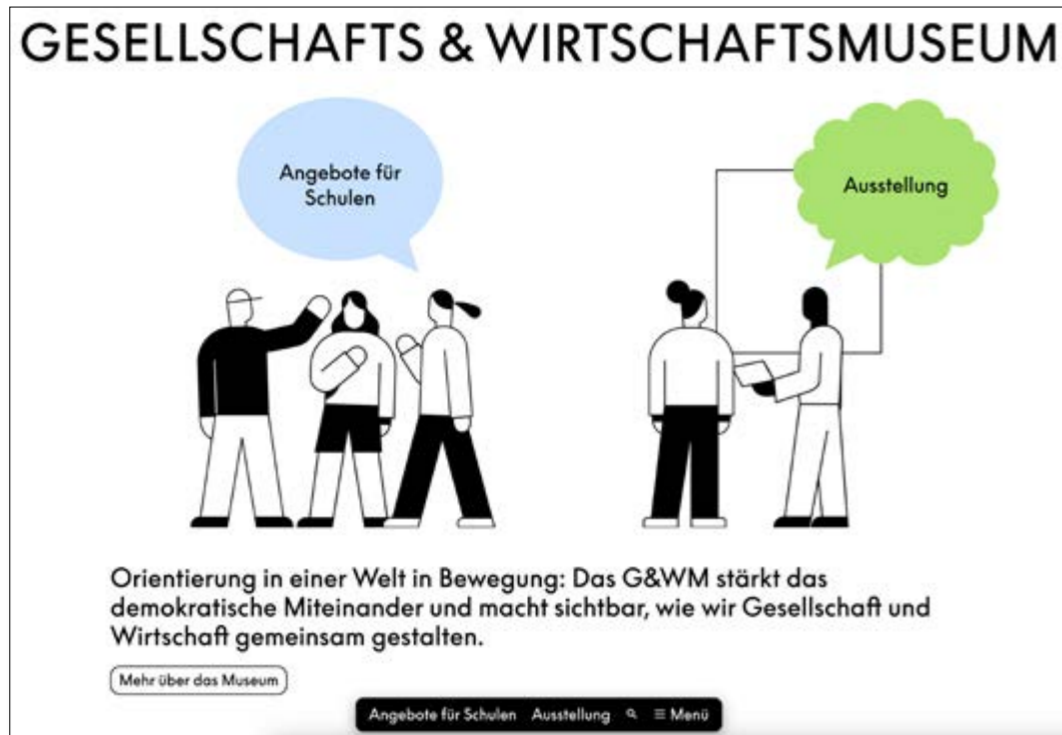 GESELLSCHAFTS & WIRTSCHAFTSMUSEUM
Angebote für
Schulen
Ausstellung
Orientierung in einer Welt in Bewegung: Das G&WM stärkt das
demokratische Miteinander und macht sichtbar, wie wir Gesellschaft und
Wirtschaft gemeinsam gestalten.
Mehr über das Museum
Angebote für Schulen Ausstellung Menü